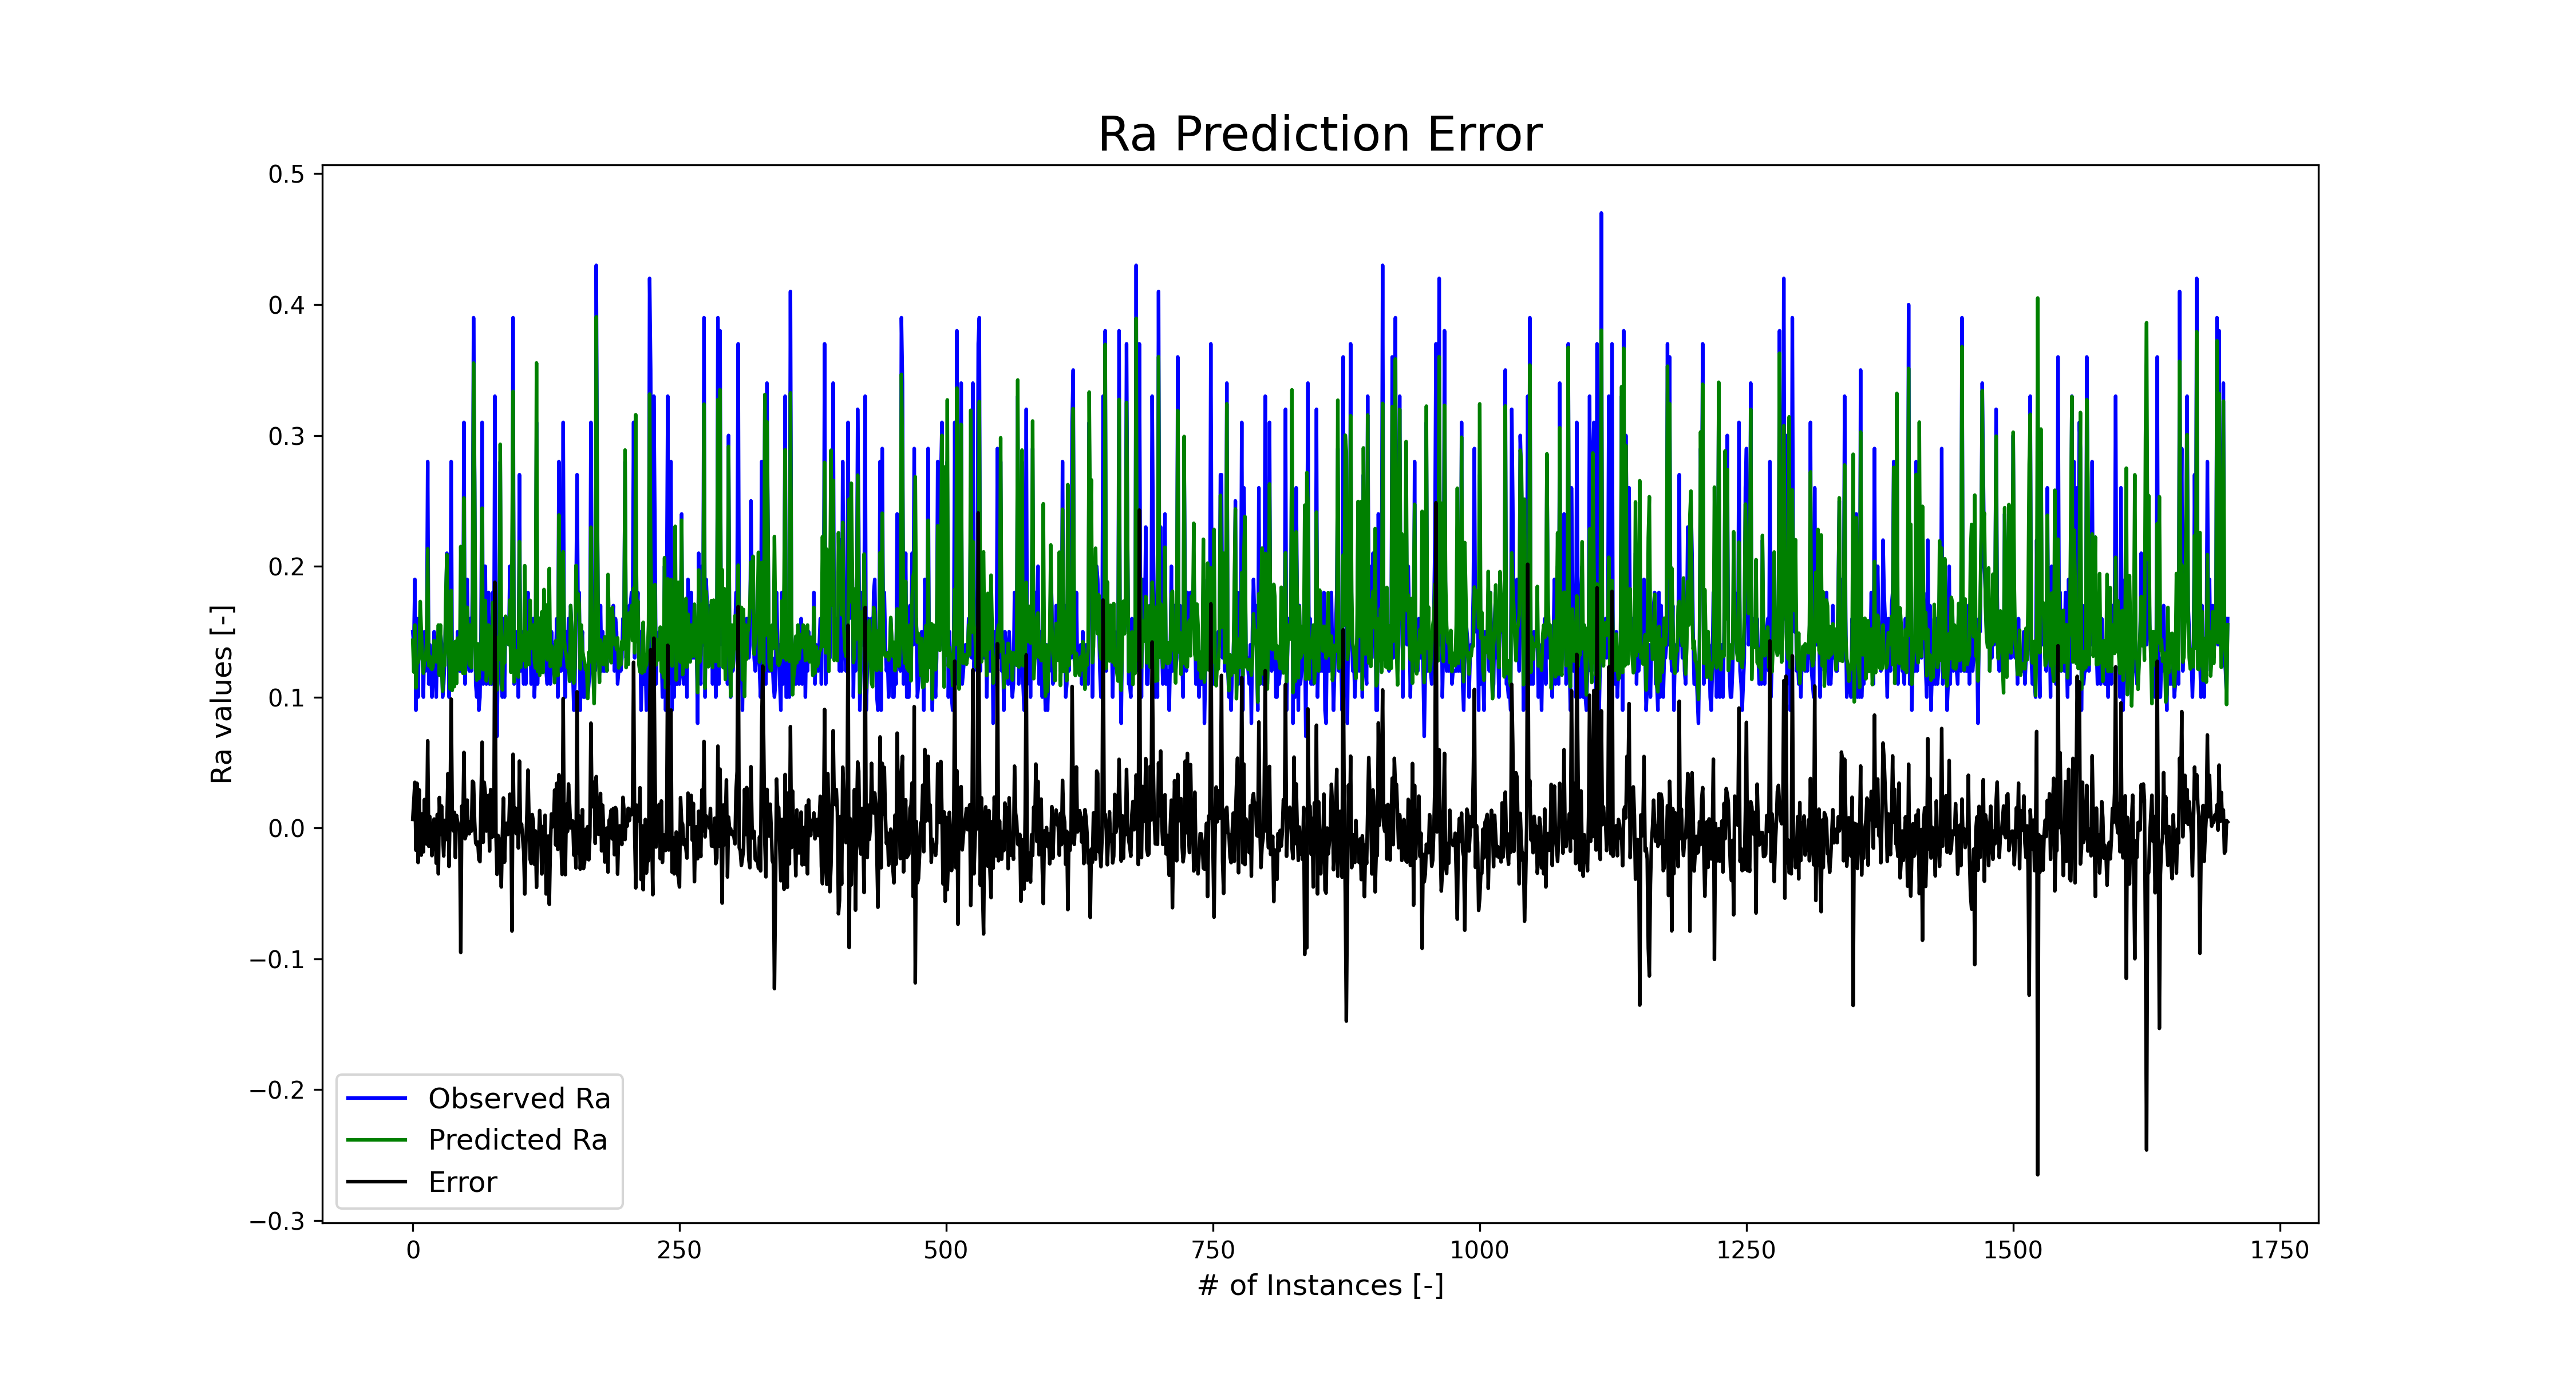 Ra Prediction Error
0.5
0.4
0.3
0.2
0.1
0.0
−0.1
−0.2
−0.3
Ra values [-]
Observed Ra
Predicted Ra
Error
0 250 500 750 1000 1250 1500 1750
# of Instances [-]